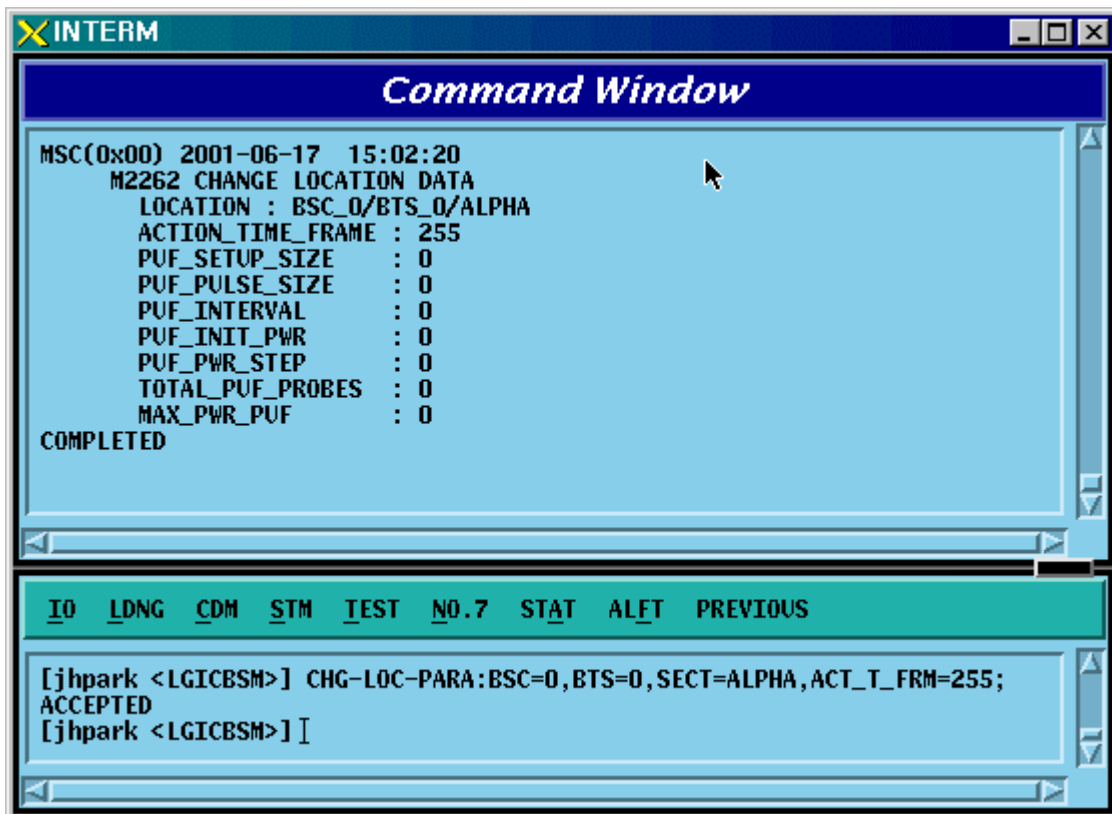 INTERM
Command Window
MSC(0x00) 2001-06-17 15:02:20
M2262 CHANGE LOCATION DATA
LOCATION : BSC_0/BTS_0/ALPHA
ACTION_TIME_FRAME : 255
PUF_SETUP_SIZE : 0
PUF_PULSE_SIZE : 0
PUF_INTERVAL : 0
PUF_INIT_PWR : 0
PUF_PWR_STEP : 0
TOTAL_PUF_PROBES : 0
MAX_PWR_PUF : 0
COMPLETED
IO LDNG CDM STM TEST NO.7 STAT ALFT PREVIOUS
[jhpark <LGICBSM>] CHG-LOC-PARA:BSC=0,BTS=0,SECT=ALPHA,ACT_T_FRM=255;
ACCEPTED
[jhpark <LGICBSM>]